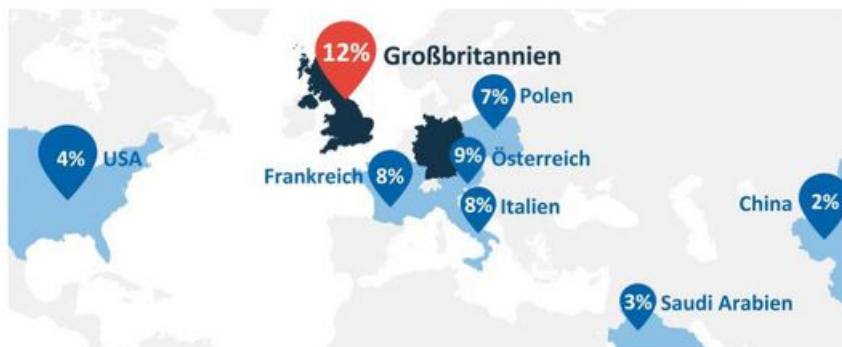 12% Großbritannien
7% Polen
4% USA
9% Österreich
Frankreich 8%
8% Italien
China 2%
3% Saudi Arabien